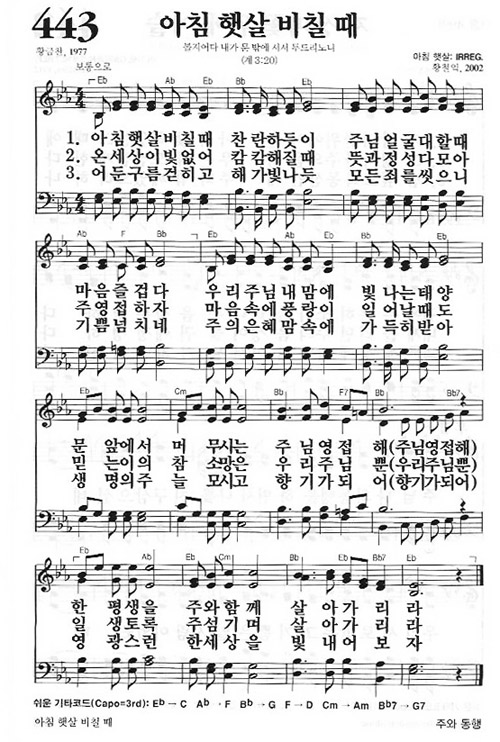 443
아침 햇살 비칠 때
황금찬, 1977
볼지어다 내가 문 밖에 서서 두드리노니
(계 3:20)
아침 햇살: IRREG.
황철익, 2002
보통으로
Eb Ab Eb Ab Eb
1. 아침햇살비칠때 찬란하듯이 주님얼굴대할때
2. 온세상이빛없어 캄캄해질때 뜻과정성다모아
3. 어둔구름걷히고 해가빛나듯 모든죄를씻으니
Ab F Bb Eb Ab Bb Eb
마음즐겁다 우리주님내맘에 빛나는태양
주영접하자 마음속에풍랑이 일어날때도
기쁨넘치네 주의은혜맘속에 가득히받아
Eb Cm Bb F7 Bb Bb7
문앞에서 머무시는 주님영접해(주님영접해)
믿는이의 참소망은 우리주님뿐(우리주님뿐)
생명의주 늘모시고 향기가되어(향기가되어)
Eb Ab Eb Cm Bb Eb Bb7 Eb
한평생을 주와함께 살아가리라
일생토록 주섬기며 살아가리라
영광스런 한세상을 빛내어보자
쉬운 기타코드(Capo=3rd): Eb→C Ab→F Bb→G F→D Cm→Am Bb7→G7
아침 햇살 비칠 때
주와 동행